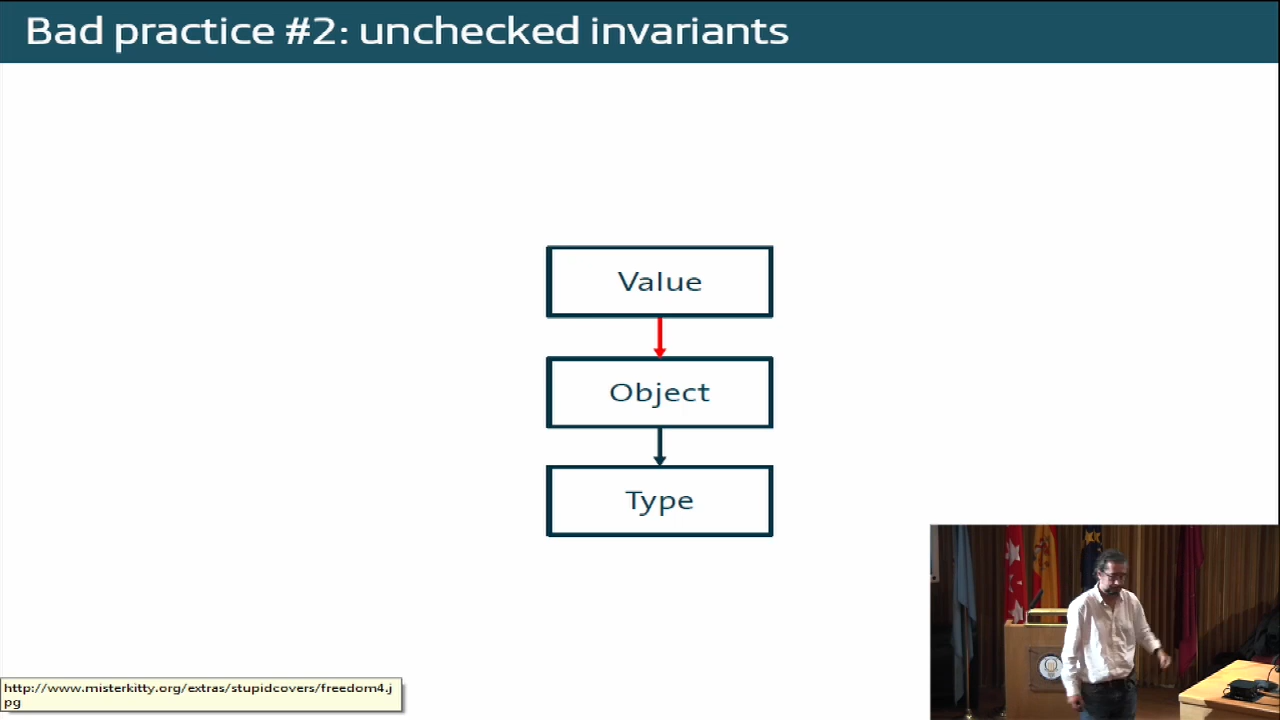 Bad practice #2: unchecked invariants
Value
Object
Type
http://www.misterkitty.org/extras/stupidcovers/freedom4.j
pg